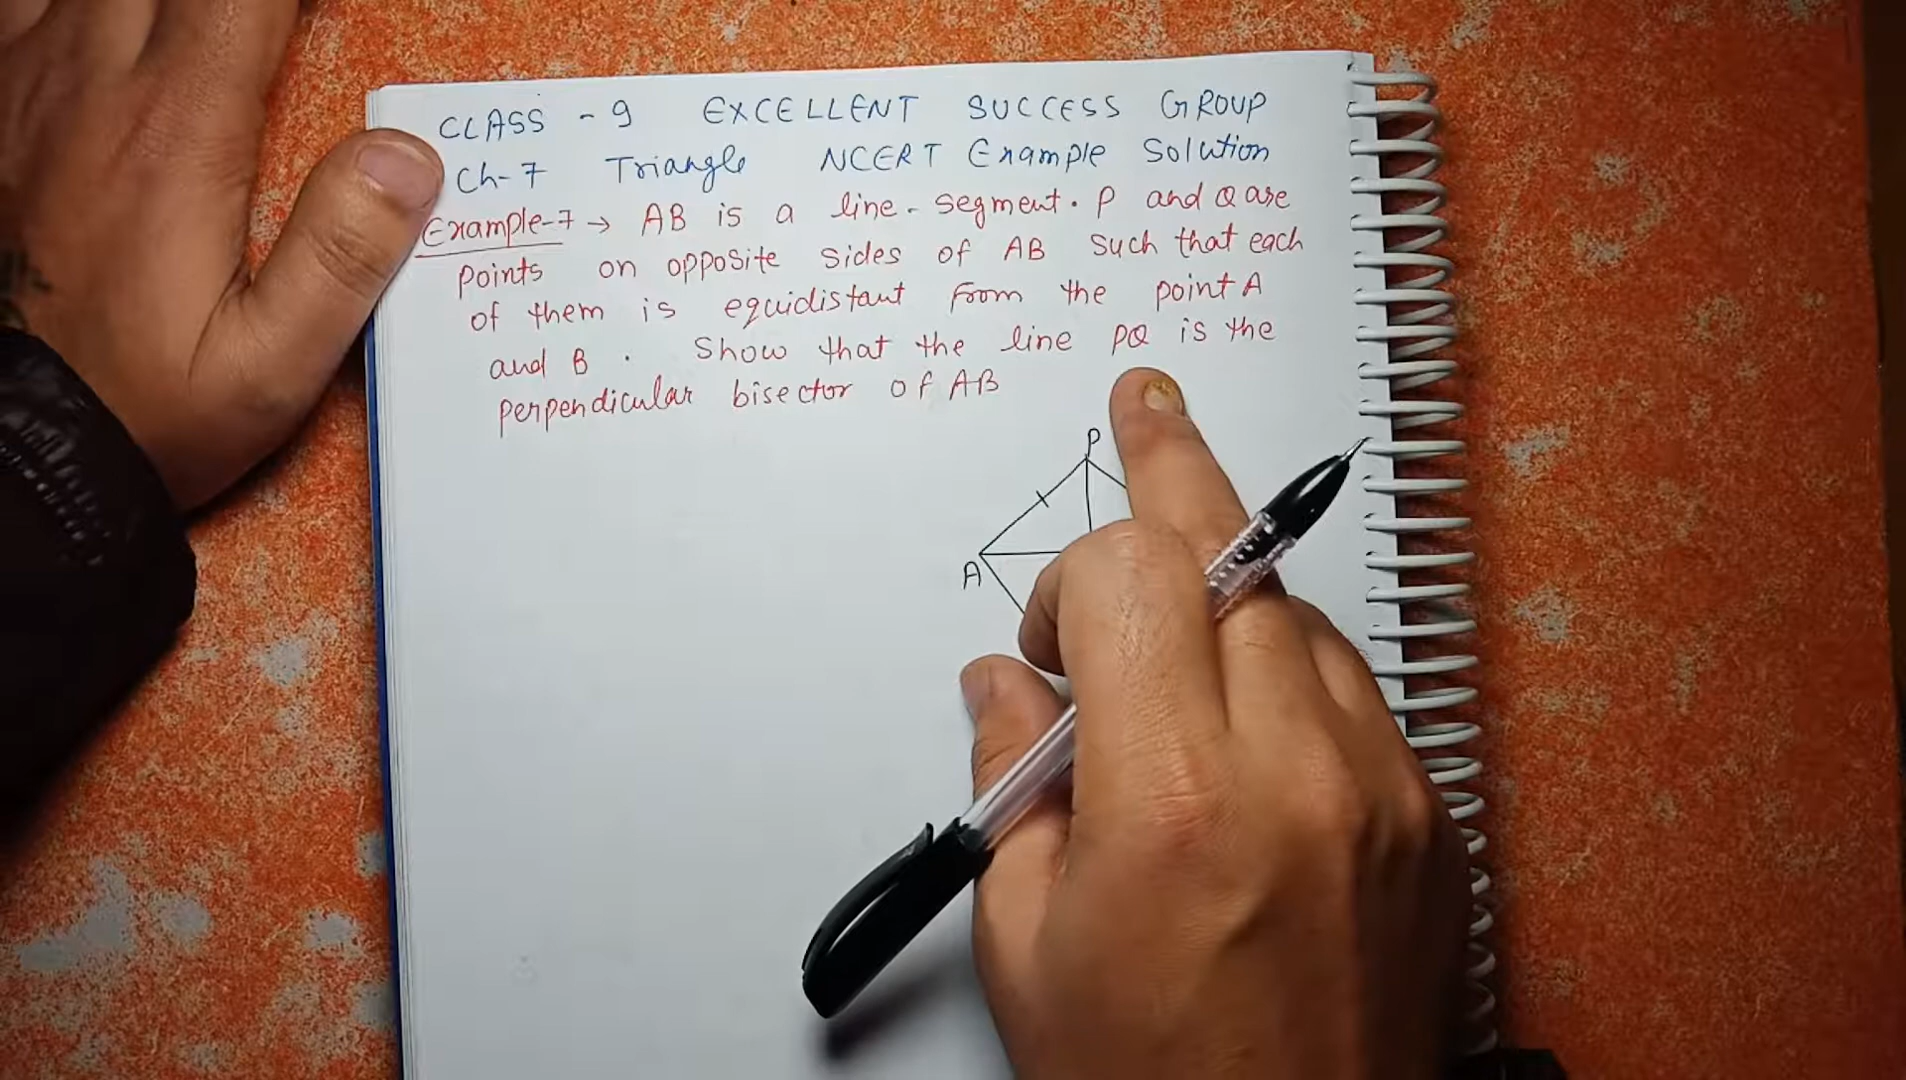 CLASS - 9 EXCELLENT SUCCESS GROUP
Ch-7 Triangle NCERT Example Solution
Example-7 → AB is a line-segment. P and Q are
points on opposite sides of AB such that each
of them is equidistant from the point A
and B. Show that the line PQ is the
perpendicular bisector of AB
P
A